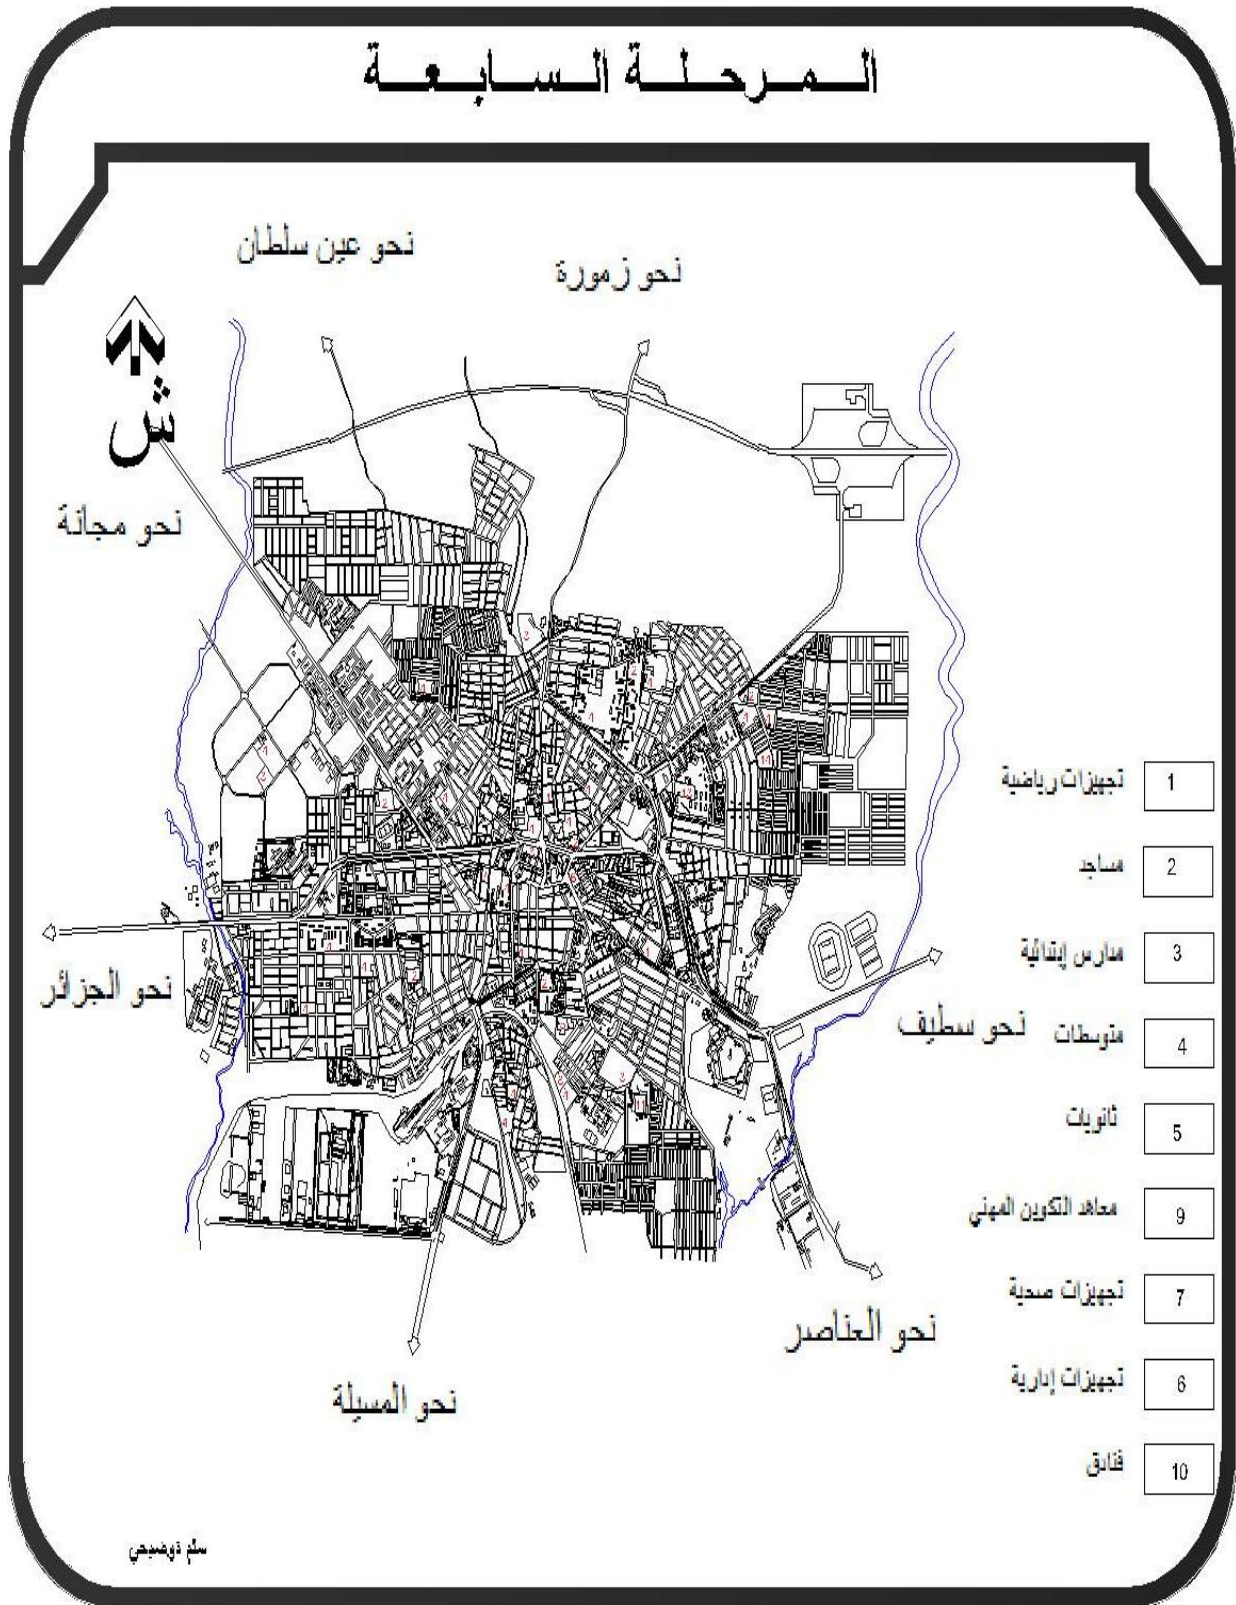 المرحلة السابعة
نحو عين سلطان
نحو زمورة
ش
نحو مجانة
نحو الجزائر
نحو سطيف
نحو العناصر
نحو المسيلة
تجهيزات رياضية 1
مساجد 2
مدارس إبتدائية 3
متوسطات 4
ثانويات 5
معاهد التكوين المهني 9
تجهيزات صحية 7
تجهيزات إدارية 6
فنادق 10
سلم توضيحي